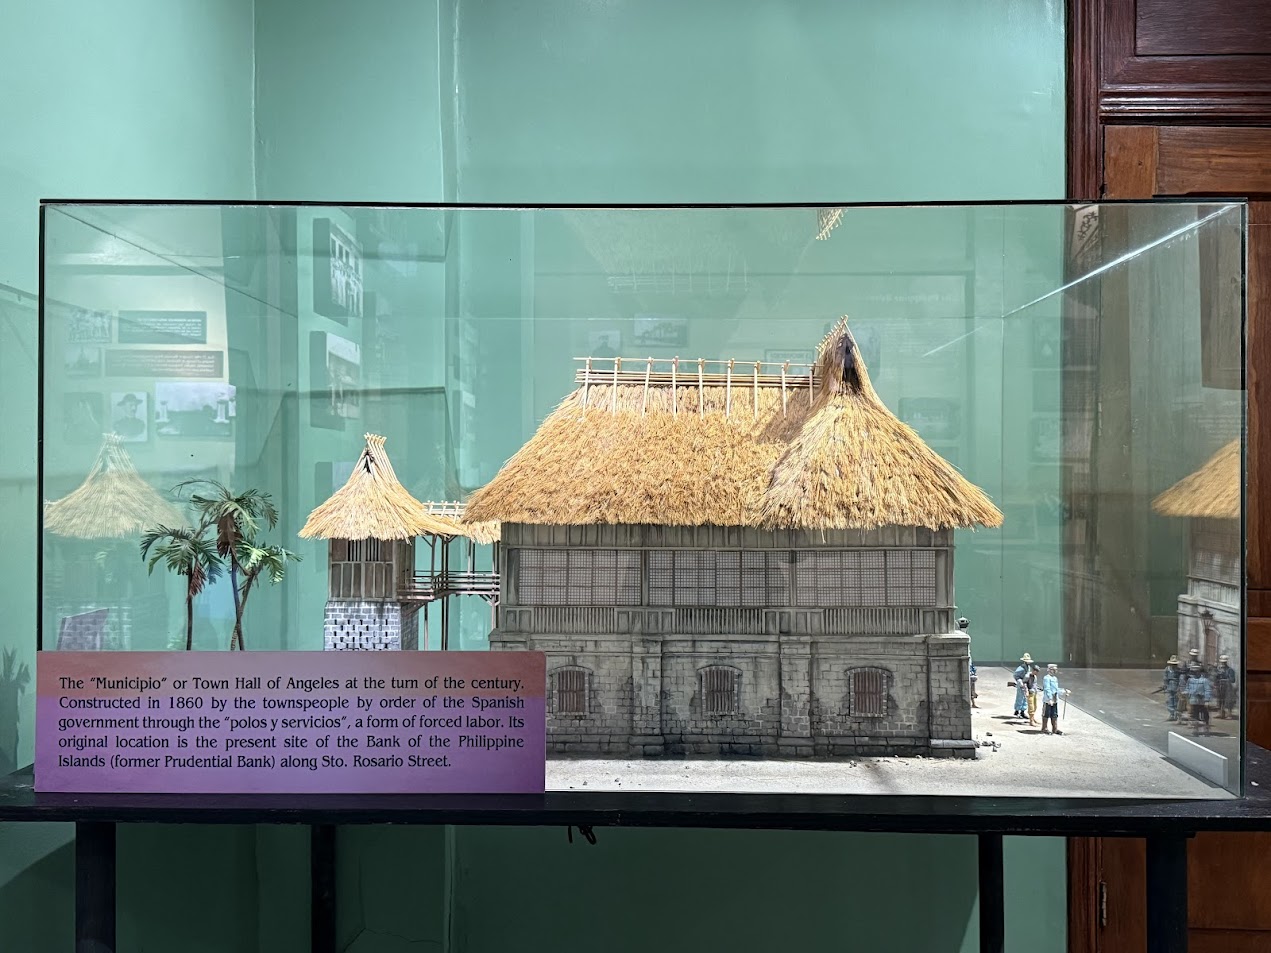 The "Municipio" or Town Hall of Angeles at the turn of the century.
Constructed in 1860 by the townspeople by order of the Spanish
government through the "polos y servicios", a form of forced labor. Its
original location is the present site of the Bank of the Philippine
Islands (former Prudential Bank) along Sto. Rosario Street.